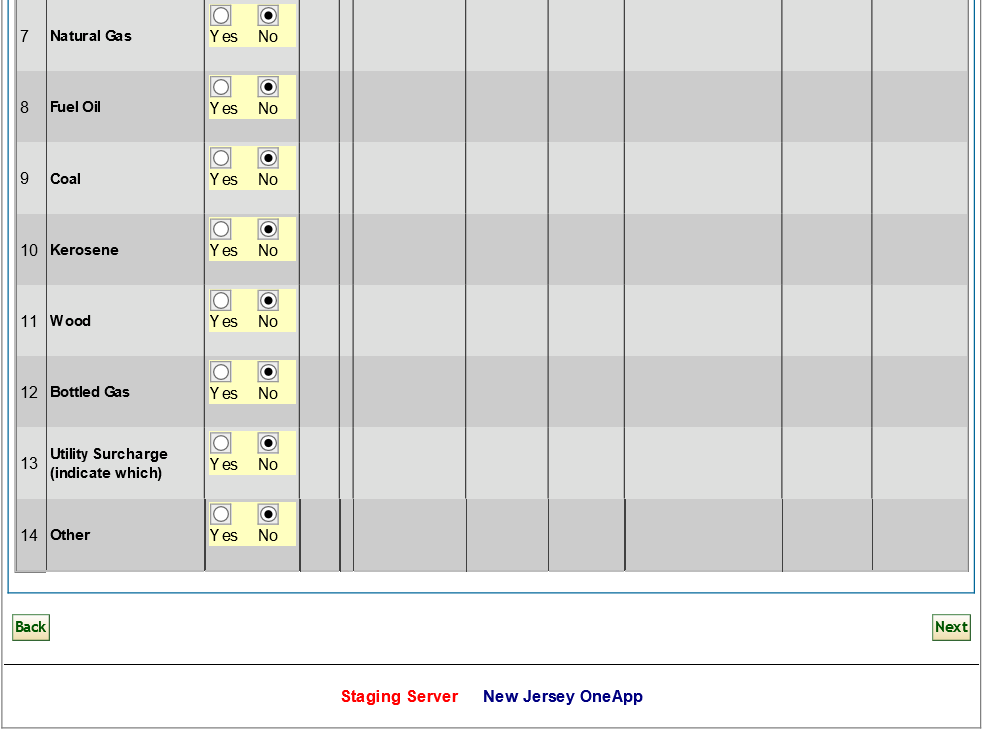 7 Natural Gas Yes No
8 Fuel Oil Yes No
9 Coal Yes No
10 Kerosene Yes No
11 Wood Yes No
12 Bottled Gas Yes No
13 Utility Surcharge
(indicate which) Yes No
14 Other Yes No
Back Next
Staging Server New Jersey OneApp